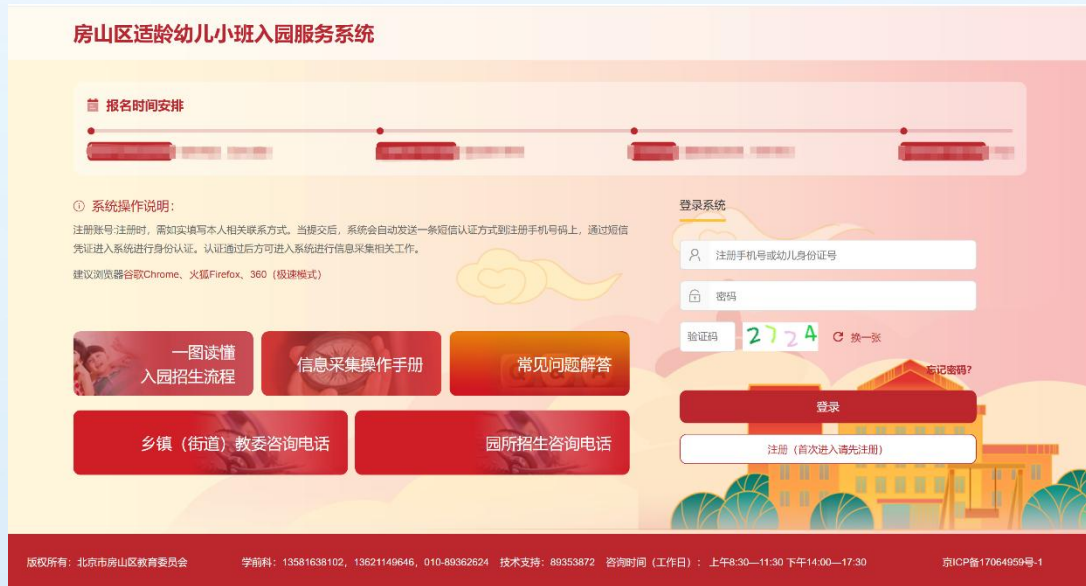 房山区适龄幼儿小班入园服务系统
报名时间安排
系统操作说明：
注册账号:注册时，需如实填写本人相关联系方式。当提交后，系统会自动发送一条短信认证方式到注册手机号码上，通过短信
凭证进入系统进行身份认证。认证通过后方可进入系统进行信息采集相关工作。
建议浏览器谷歌Chrome、火狐Firefox、360（极速模式）
登录系统
注册手机号或幼儿身份证号
密码
验证码 2724 换一张
忘记密码?
登录
注册（首次进入请先注册）
一图读懂
入园招生流程
信息采集操作手册
常见问题解答
乡镇（街道）教委咨询电话
园所招生咨询电话
版权所有：北京市房山区教育委员会 学前科：13581638102，13621149646，010-89362624 技术支持：89353872 咨询时间（工作日）：上午8:30—11:30 下午14:00—17:30 京ICP备17064959号-1